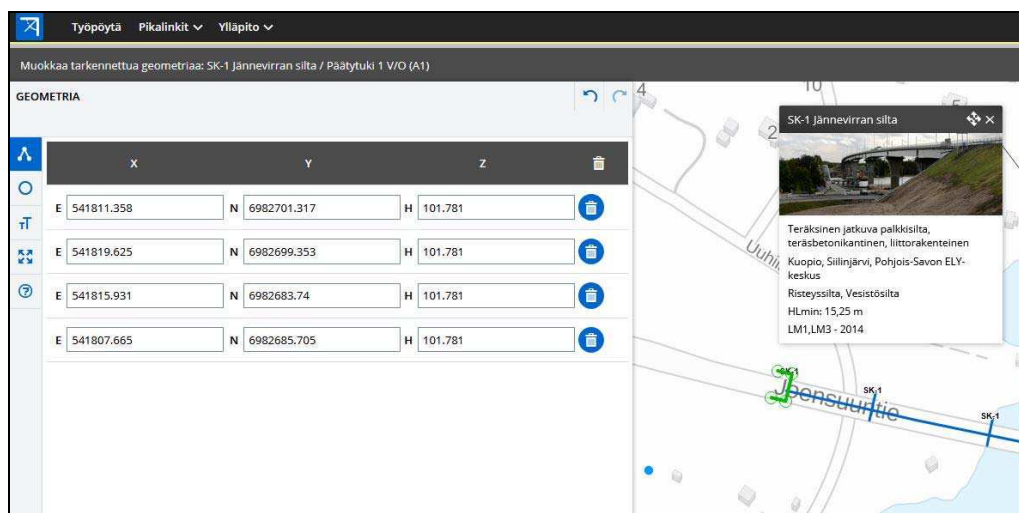 Työpöytä Pikalinkit Ylläpito
Muokkaa tarkennettua geometriaa: SK-1 Jännevirran silta / Päätytuki 1 V/O (A1)
GEOMETRIA
X Y Z
E 541811.358 N 6982701.317 H 101.781
E 541819.625 N 6982699.353 H 101.781
E 541815.931 N 6982683.74 H 101.781
E 541807.665 N 6982685.705 H 101.781
TT
4
10
5
2
SK-1 Jännevirran silta
Teräksinen jatkuva palkkisilta,
teräsbetonikantinen, liittorakenteinen
Kuopio, Siilinjärvi, Pohjois-Savon ELY-
keskus
Risteyssilta, Vesistösilta
HLmin: 15,25 m
LM1,LM3 - 2014
SK-1
SK-1
SK-1
Joensuuntie